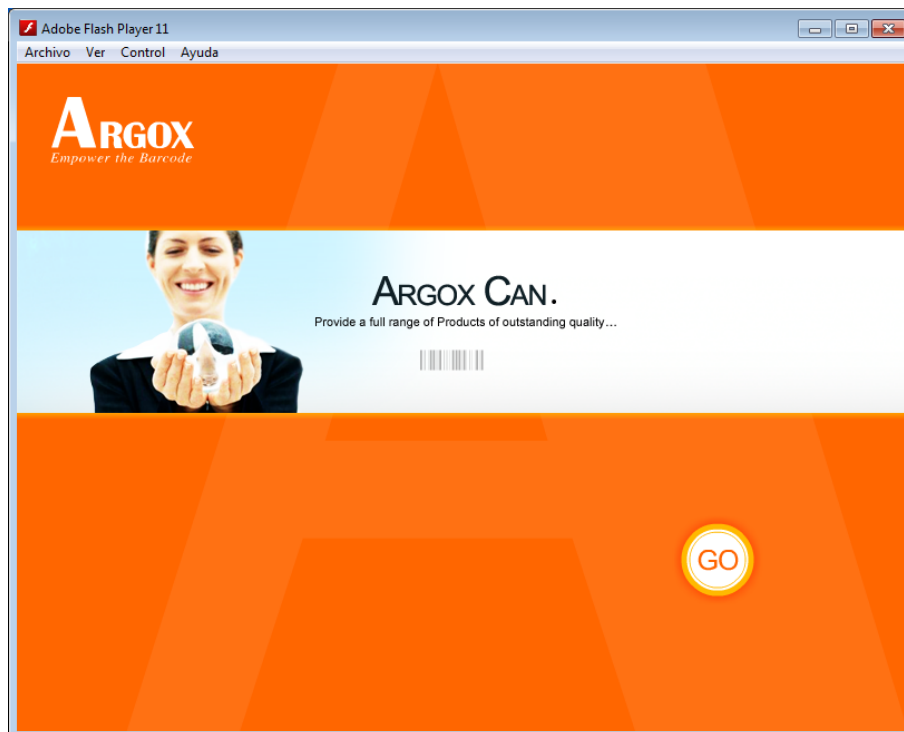 Adobe Flash Player 11
Archivo Ver Control Ayuda
ARGOX
Empower the Barcode
ARGOX CAN.
Provide a full range of Products of outstanding quality...
GO